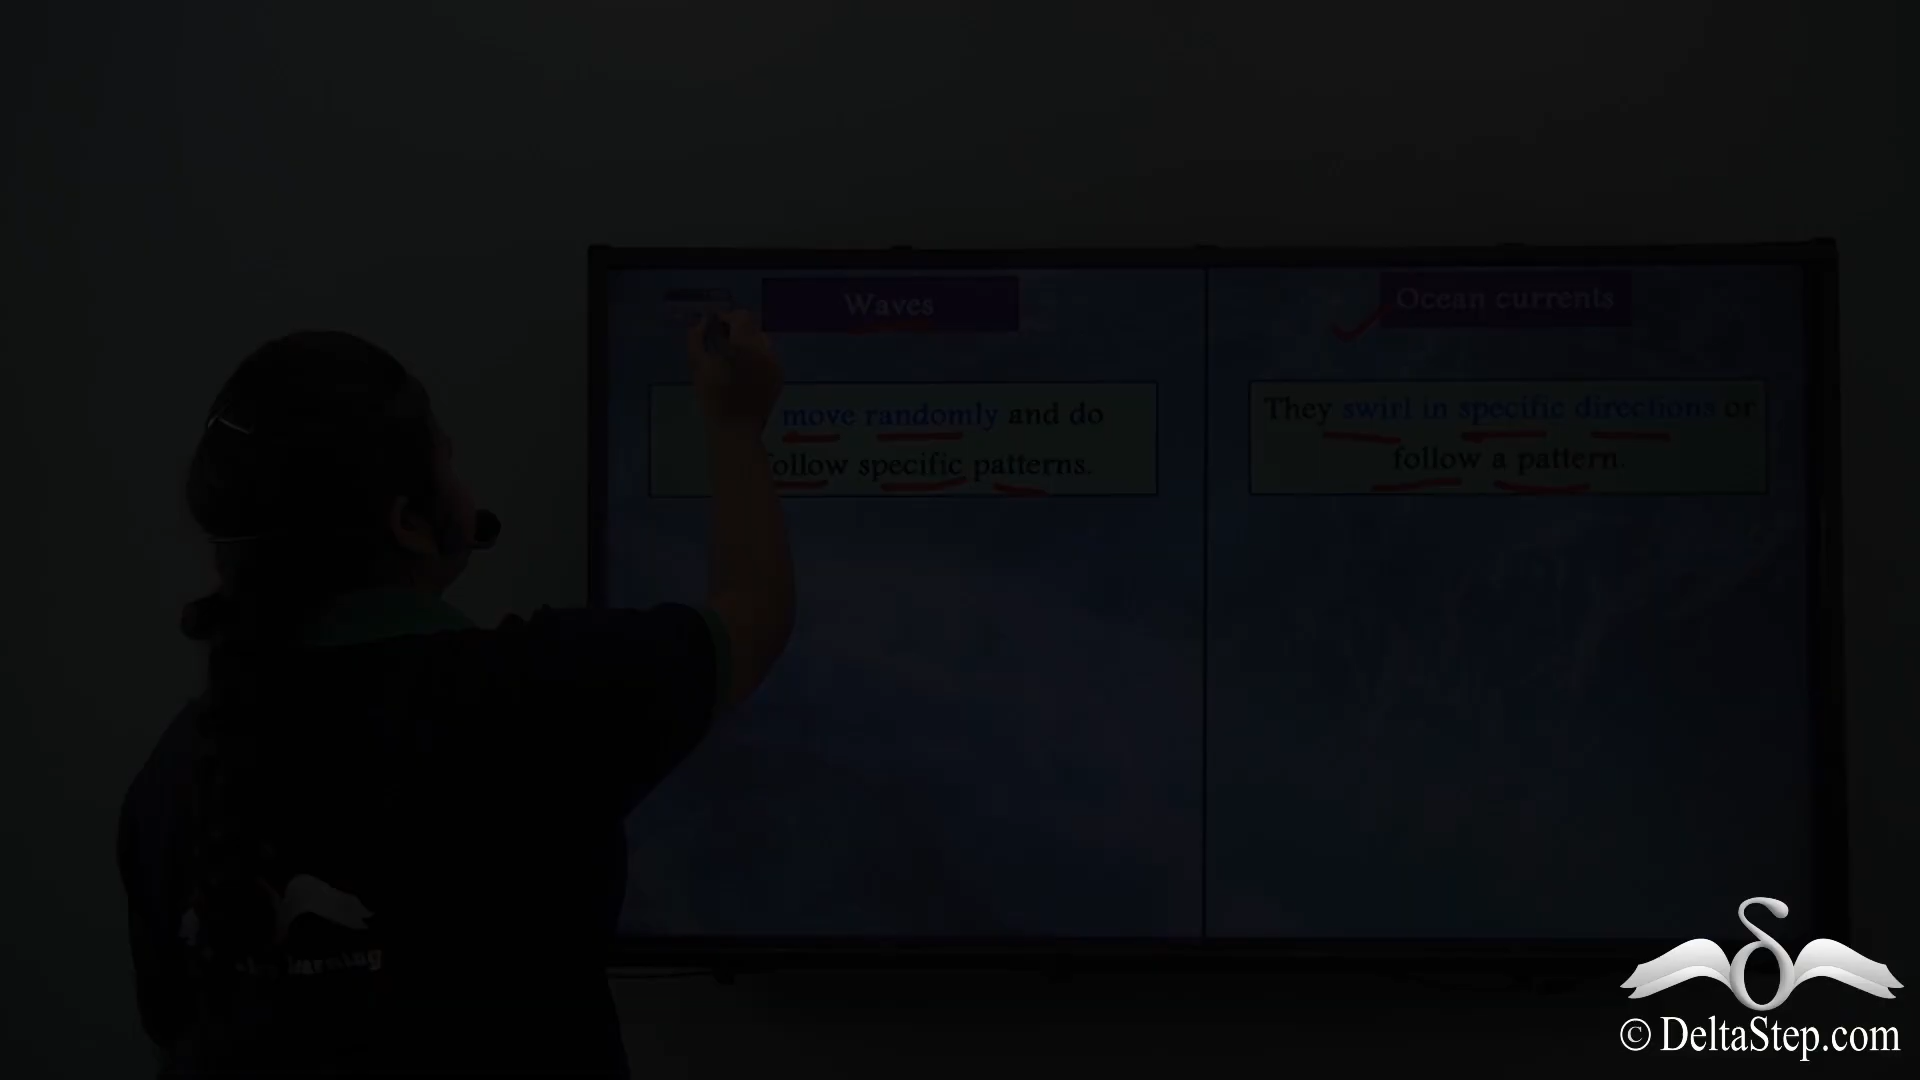 Waves
move randomly and do
follow specific patterns.
Ocean currents
They swirl in specific directions or
follow a pattern.
learning
© DeltaStep.com